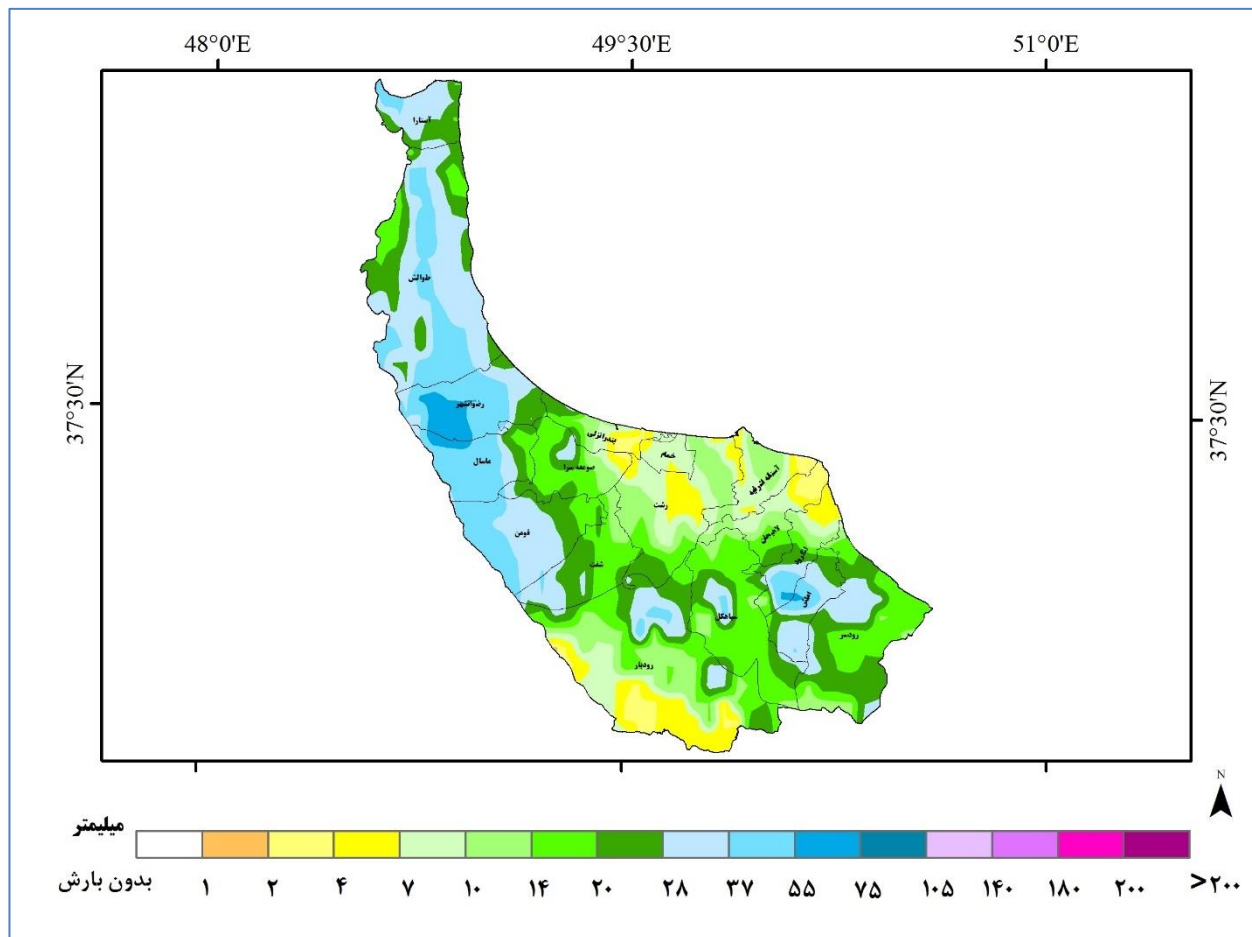 48°0'E 49°30'E 51°0'E
37°30'N
37°30'N
آستارا
طوالش
رضوانشهر
ماسال
بندرانزلی
خمام
صومعه سرا
آستانه اشرفیه
رشت
فومن
لاهیجان
شفت
لنگرود
املش
سیاهکل
رودسر
رودبار
N
میلیمتر
بدون بارش ۱ ۲ ۴ ۷ ۱۰ ۱۴ ۲۰ ۲۸ ۳۷ ۵۵ ۷۵ ۱۰۵ ۱۴۰ ۱۸۰ ۲۰۰ >۲۰۰